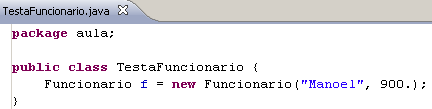 TestaFuncionario.java
package aula;
public class TestaFuncionario {
Funcionario f = new Funcionario("Manoel", 900.);
}